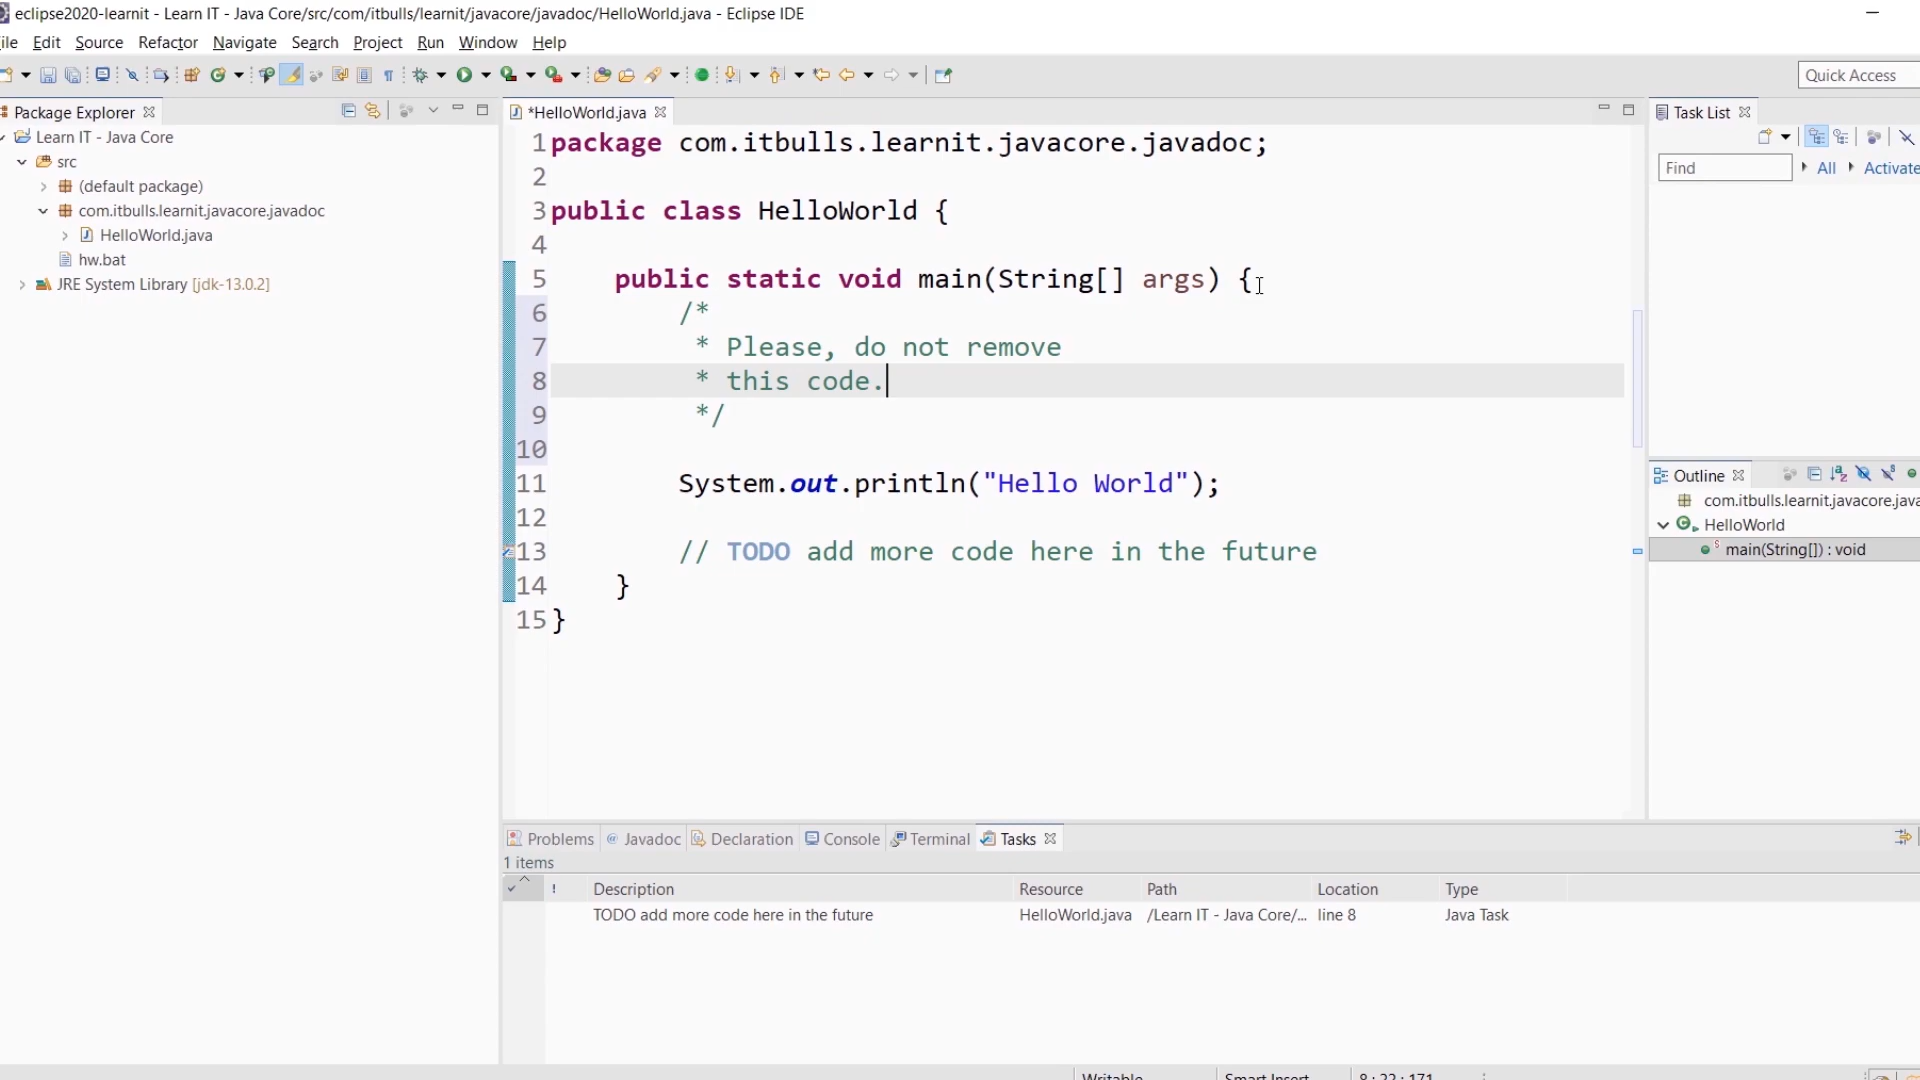 eclipse2020-learnit - Learn IT - Java Core/src/com/itbulls/learnit/javacore/javadoc/HelloWorld.java - Eclipse IDE
ile Edit Source Refactor Navigate Search Project Run Window Help
Quick Access
Package Explorer
Learn IT - Java Core
src
(default package)
com.itbulls.learnit.javacore.javadoc
HelloWorld.java
hw.bat
JRE System Library [jdk-13.0.2]
*HelloWorld.java
1 package com.itbulls.learnit.javacore.javadoc;
2
3 public class HelloWorld {
4
5 public static void main(String[] args) {
6 /*
7 * Please, do not remove
8 * this code.
9 */
10
11 System.out.println("Hello World");
12
13 // TODO add more code here in the future
14 }
15 }
Task List
Find All Activate
Outline
com.itbulls.learnit.javacore.java
HelloWorld
main(String[]) : void
Problems @ Javadoc Declaration Console Terminal Tasks
1 items
! Description Resource Path Location Type
TODO add more code here in the future HelloWorld.java /Learn IT - Java Core/... line 8 Java Task
Writable Smart Insert 8 : 22 : 171